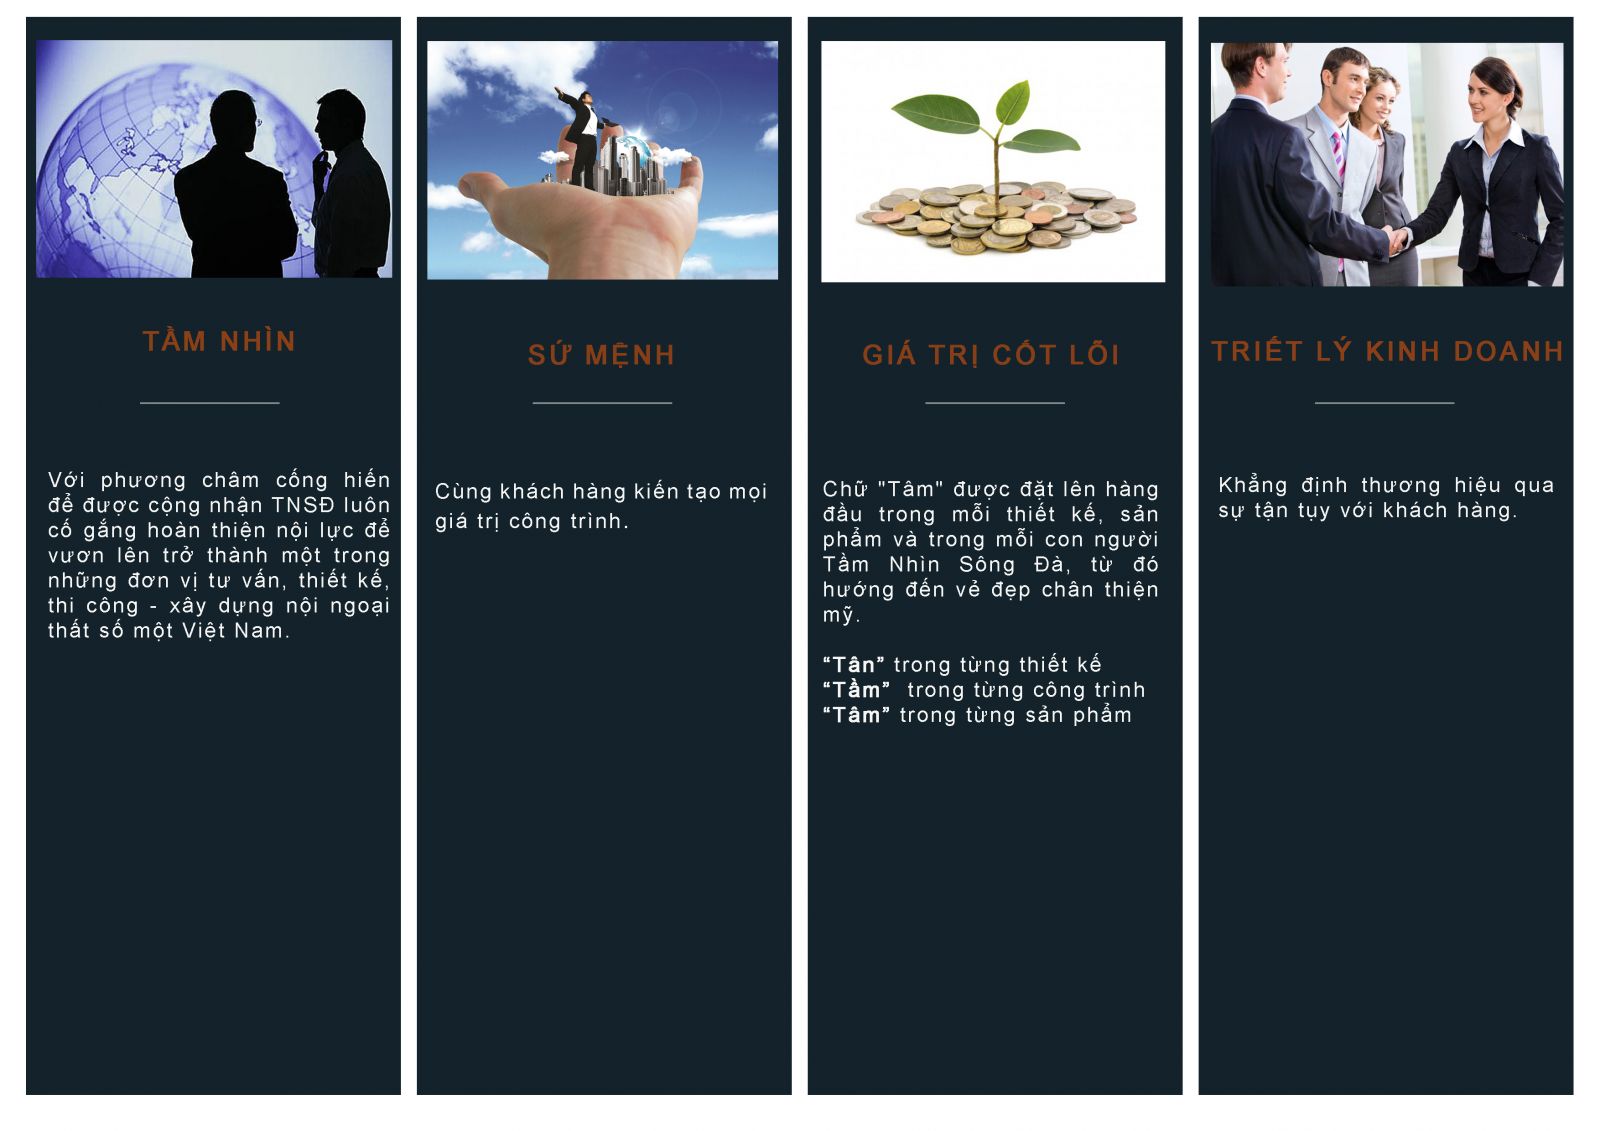 TẦM NHÌN
Với phương châm cống hiến
để được cộng nhận TNSĐ luôn
cố gắng hoàn thiện nội lực để
vươn lên trở thành một trong
những đơn vị tư vấn, thiết kế,
thi công - xây dựng nội ngoại
thất số một Việt Nam.
SỨ MỆNH
Cùng khách hàng kiến tạo mọi
giá trị công trình.
GIÁ TRỊ CỐT LÕI
Chữ "Tâm" được đặt lên hàng
đầu trong mỗi thiết kế, sản
phẩm và trong mỗi con người
Tầm Nhìn Sông Đà, từ đó
hướng đến vẻ đẹp chân thiện
mỹ.
“Tân” trong từng thiết kế
“Tầm” trong từng công trình
“Tâm” trong từng sản phẩm
TRIẾT LÝ KINH DOANH
Khẳng định thương hiệu qua
sự tận tụy với khách hàng.